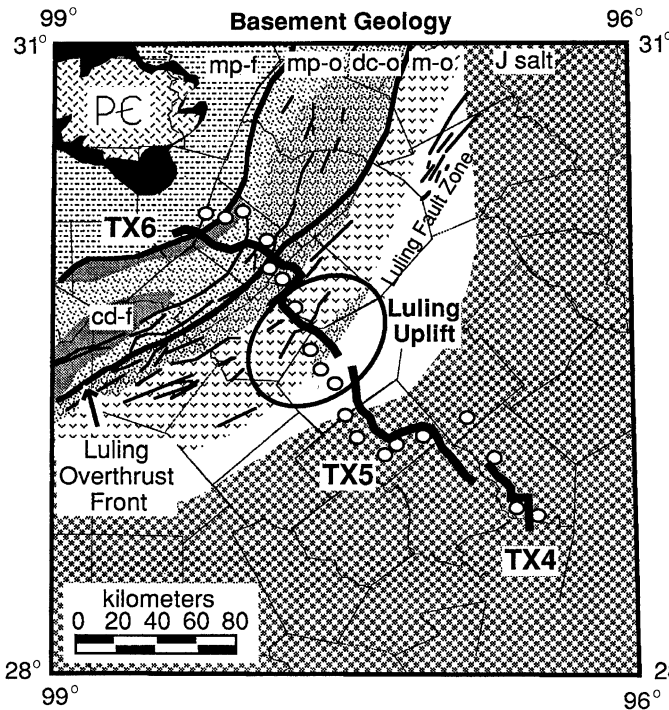 Basement Geology
99°
96°
31°
31°
mp-f
mp-o
dc-o
m-o
J salt
P€
Luling Fault Zone
TX6
cd-f
Luling
Uplift
Luling
Overthrust
Front
TX5
TX4
kilometers
0 20 40 60 80
28°
2
99°
96°